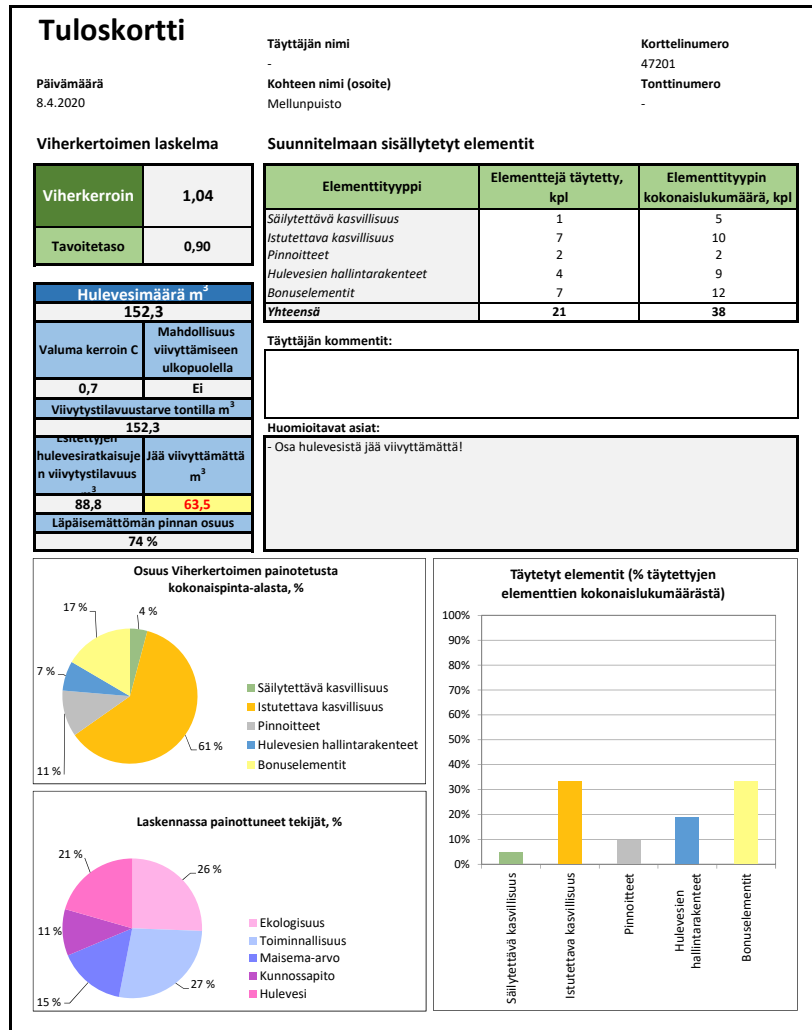 Tuloskortti
Täyttäjän nimi
-
Korttelinumero
47201
Päivämäärä
8.4.2020
Kohteen nimi (osoite)
Mellunpuisto
Tonttinumero
-
Viherkertoimen laskelma
Viherkerroin 1,04
Tavoitetaso 0,90
Suunnitelmaan sisällytetyt elementit
Elementtityyppi
Elementtejä täytetty,
kpl
Elementtityypin
kokonaislukumäärä, kpl
Säilytettävä kasvillisuus 1 5
Istutettava kasvillisuus 7 10
Pinnoitteet 2 2
Hulevesien hallintarakenteet 4 9
Bonuselementit 7 12
Yhteensä 21 38
Hulevesimäärä m³
152,3
Valuma kerroin C
Mahdollisuus
viivyttämiseen
ulkopuolella
0,7 Ei
Viivytystilavuustarve tontilla m³
152,3
Esitettyjen
hulevesiratkaisuje
n viivytystilavuus
m³
Jää viivyttämättä
m³
88,8 63,5
Läpäisemättömän pinnan osuus
74 %
Täyttäjän kommentit:
Huomioitavat asiat:
- Osa hulevesistä jää viivyttämättä!
Osuus Viherkertoimen painotetusta
kokonaispinta-alasta, %
17 %
4 %
7 %
11 %
61 %
Säilytettävä kasvillisuus
Istutettava kasvillisuus
Pinnoitteet
Hulevesien hallintarakenteet
Bonuselementit
Laskennassa painottuneet tekijät, %
21 %
26 %
11 %
15 %
27 %
Ekologisuus
Toiminnallisuus
Maisema-arvo
Kunnossapito
Hulevesi
Täytetyt elementit (% täytettyjen
elementtien kokonaislukumäärästä)
100%
90%
80%
70%
60%
50%
40%
30%
20%
10%
0%
Säilytettävä kasvillisuus
Istutettava kasvillisuus
Pinnoitteet
Hulevesien
hallintarakenteet
Bonuselementit